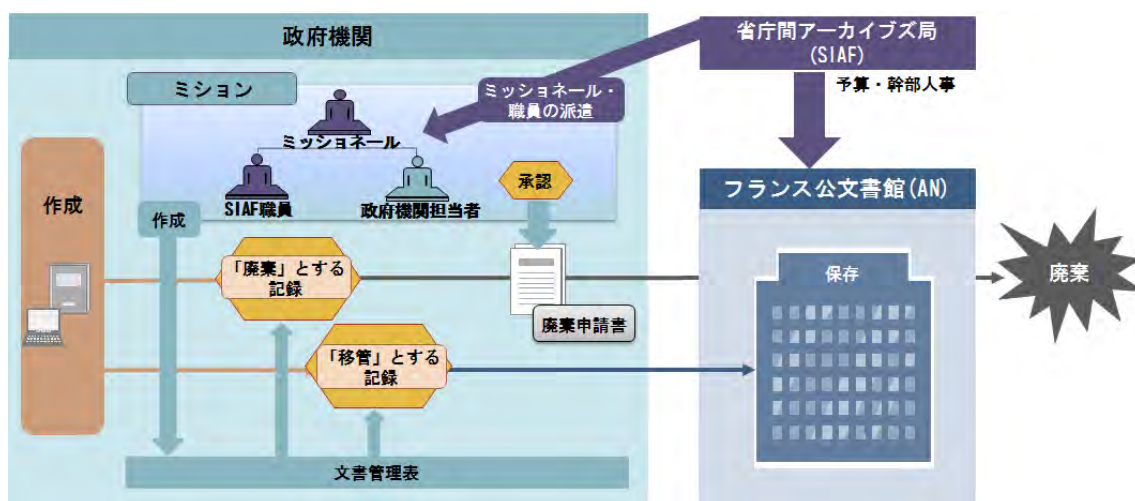 政府機関
省庁間アーカイブズ局
(SIAF)
予算・幹部人事
ミション
ミッショネール・
職員の派遣
ミッショネール
SIAF職員
政府機関担当者
承認
フランス公文書館(AN)
作成
作成
「廃棄」とする
記録
廃棄申請書
保存
廃棄
「移管」とする
記録
文書管理表